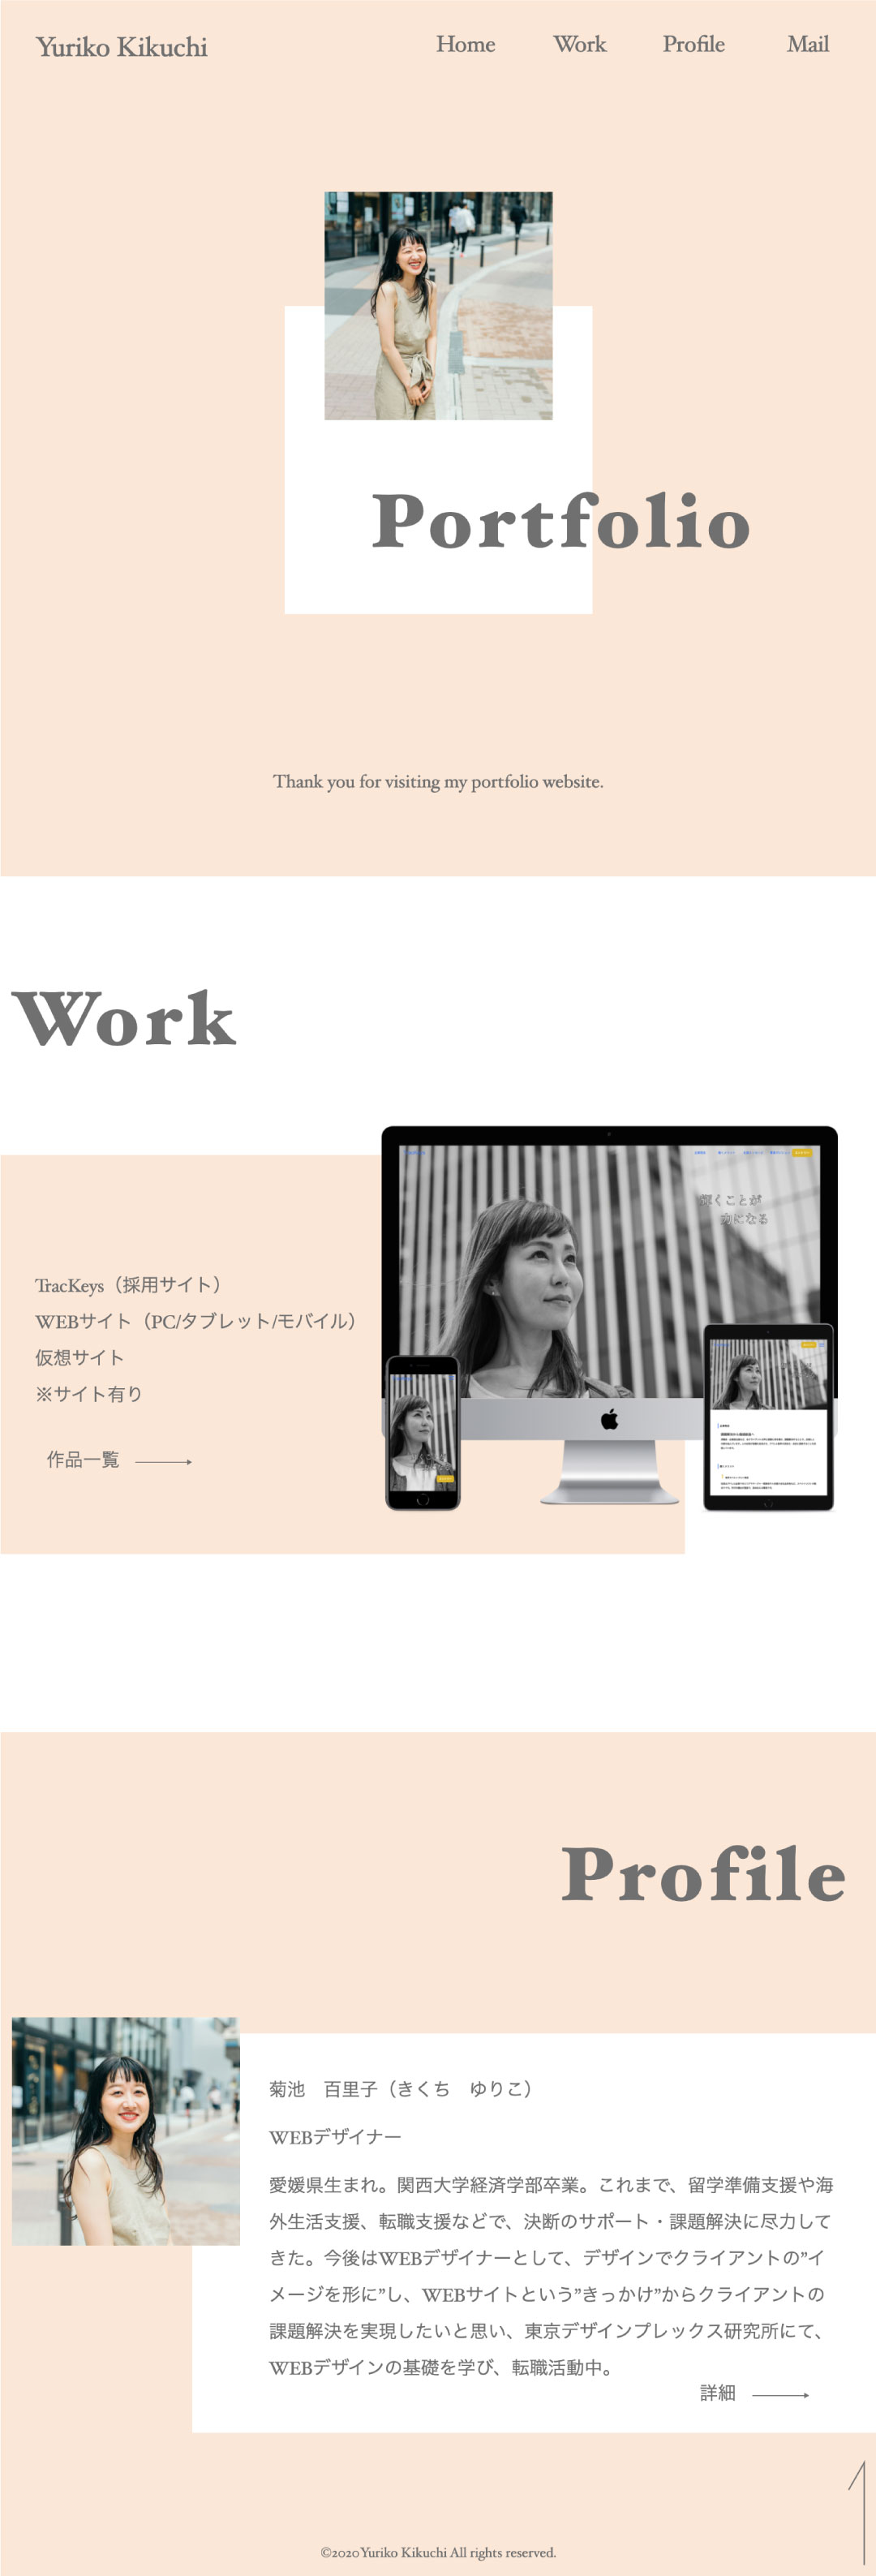 Yuriko Kikuchi
Home Work Profile Mail
Portfolio
Thank you for visiting my portfolio website.
Work
TracKeys（採用サイト）
WEBサイト（PC/タブレット/モバイル）
仮想サイト
※サイト有り
作品一覧
輝くことが
力になる
Profile
菊池　百里子（きくち　ゆりこ）
WEBデザイナー
愛媛県生まれ。関西大学経済学部卒業。これまで、留学準備支援や海
外生活支援、転職支援などで、決断のサポート・課題解決に尽力して
きた。今後はWEBデザイナーとして、デザインでクライアントの”イ
メージを形に”し、WEBサイトという”きっかけ”からクライアントの
課題解決を実現したいと思い、東京デザインプレックス研究所にて、
WEBデザインの基礎を学び、転職活動中。
詳細
©2020 Yuriko Kikuchi All rights reserved.